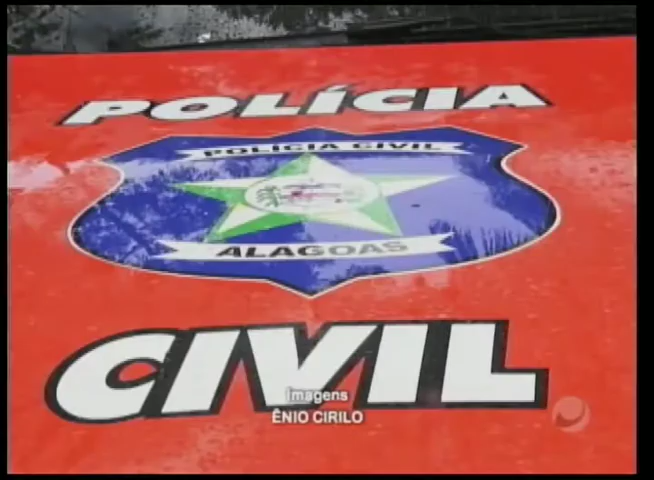 POLÍCIA
POLÍCIA CIVIL
ALAGOAS
CIVIL
Imagens
ÊNIO CIRILO